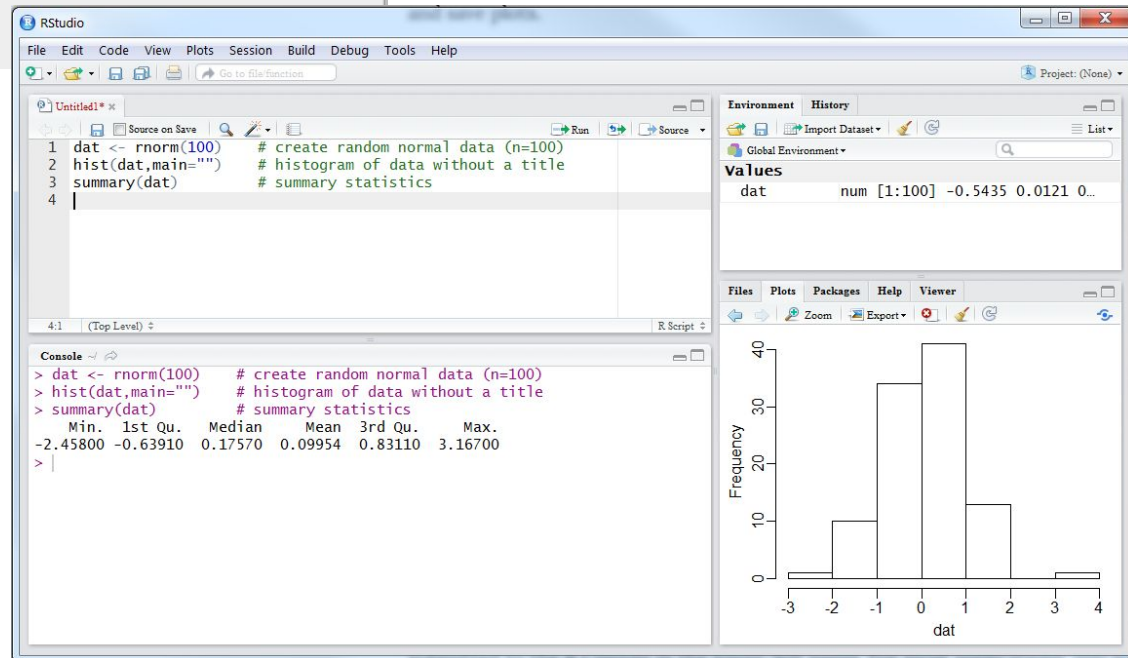 and save plots.
RStudio
File Edit Code View Plots Session Build Debug Tools Help
Go to file/function
Project: (None)
Untitled1*
Source on Save
Run
Source
1 dat <- rnorm(100) # create random normal data (n=100)
2 hist(dat,main="") # histogram of data without a title
3 summary(dat) # summary statistics
4
4:1 (Top Level)
R Script
Console ~/
> dat <- rnorm(100) # create random normal data (n=100)
> hist(dat,main="") # histogram of data without a title
> summary(dat) # summary statistics
Min. 1st Qu. Median Mean 3rd Qu. Max.
-2.45800 -0.63910 0.17570 0.09954 0.83110 3.16700
>
Environment History
Import Dataset
List
Global Environment
Values
dat num [1:100] -0.5435 0.0121 0…
Files Plots Packages Help Viewer
Zoom Export
Frequency
40
30
20
10
0
-3 -2 -1 0 1 2 3 4
dat